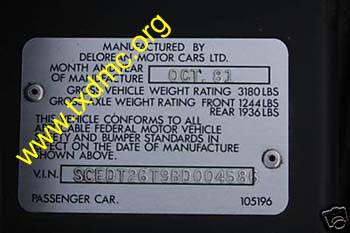 MANUFACTURED BY
DELOREAN MOTOR CARS LTD.
MONTH AND YEAR
OF MANUFACTURE OCT. 81
GROSS VEHICLE WEIGHT RATING 3180 LBS
GROSS AXLE WEIGHT RATING FRONT 1244 LBS
REAR 1936 LBS
THIS VEHICLE CONFORMS TO ALL
APPLICABLE FEDERAL MOTOR VEHICLE
SAFETY AND BUMPER STANDARDS IN
EFFECT ON THE DATE OF MANUFACTURE
SHOWN ABOVE
V.I.N. SCEDT26T9BD004586
PASSENGER CAR. 105196
www.txdmc.org